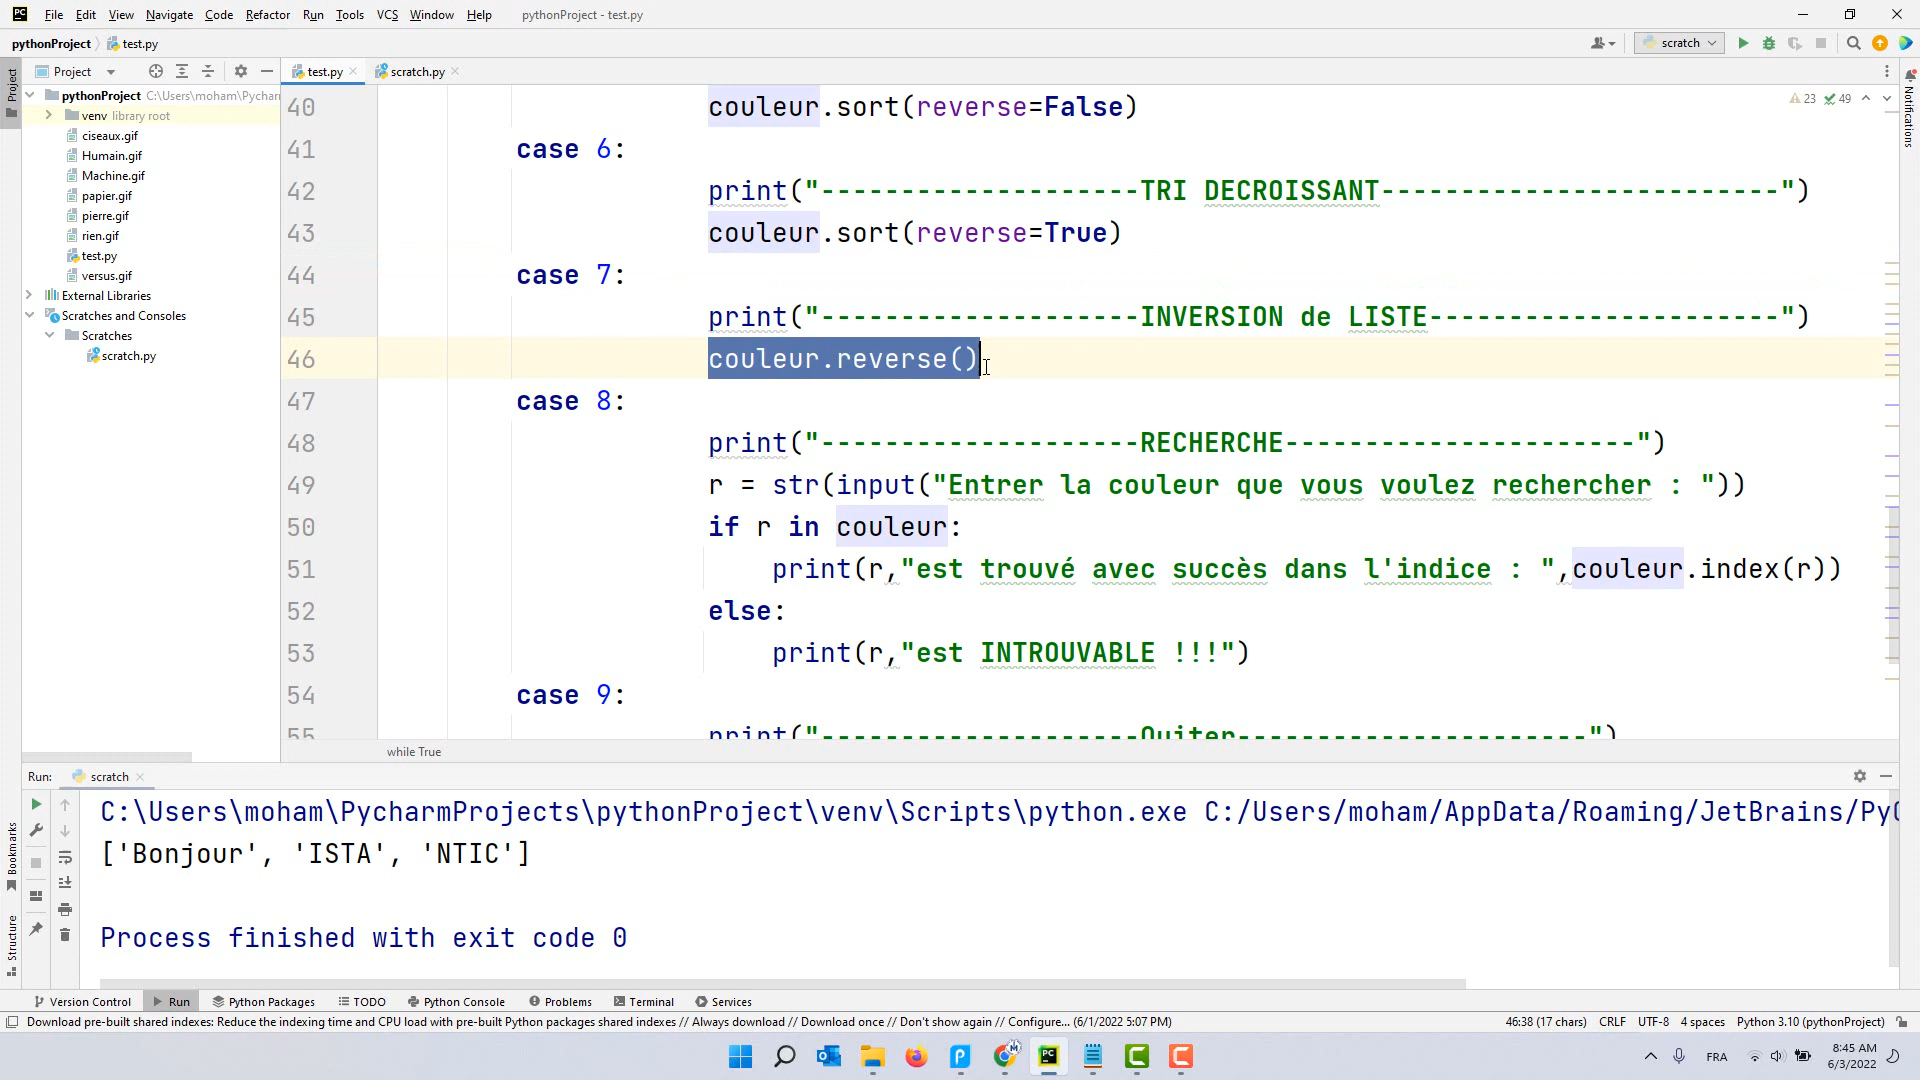 File Edit View Navigate Code Refactor Run Tools VCS Window Help pythonProject - test.py
pythonProject test.py
scratch
Project
test.py
scratch.py
pythonProject C:\Users\moham\Pychar
venv library root
ciseaux.gif
Humain.gif
Machine.gif
papier.gif
pierre.gif
rien.gif
test.py
versus.gif
External Libraries
Scratches and Consoles
Scratches
scratch.py
Project
Notifications
23 49
40 couleur.sort(reverse=False)
41 case 6:
42 print("--------------------TRI DECROISSANT-------------------------")
43 couleur.sort(reverse=True)
44 case 7:
45 print("--------------------INVERSION de LISTE----------------------")
46 couleur.reverse()
47 case 8:
48 print("--------------------RECHERCHE----------------------")
49 r = str(input("Entrer la couleur que vous voulez rechercher : "))
50 if r in couleur:
51 print(r,"est trouvé avec succès dans l'indice : ",couleur.index(r))
52 else:
53 print(r,"est INTROUVABLE !!!")
54 case 9:
55 print("--------------------Quiter----------------------")
while True
Run: scratch
C:\Users\moham\PycharmProjects\pythonProject\venv\Scripts\python.exe C:/Users/moham/AppData/Roaming/JetBrains/PyC
['Bonjour', 'ISTA', 'NTIC']
Process finished with exit code 0
Bookmarks
Structure
Version Control Run Python Packages TODO Python Console Problems Terminal Services
Download pre-built shared indexes: Reduce the indexing time and CPU load with pre-built Python packages shared indexes // Always download // Download once // Don't show again // Configure... (6/1/2022 5:07 PM)
46:38 (17 chars) CRLF UTF-8 4 spaces Python 3.10 (pythonProject)
FRA
8:45 AM
6/3/2022